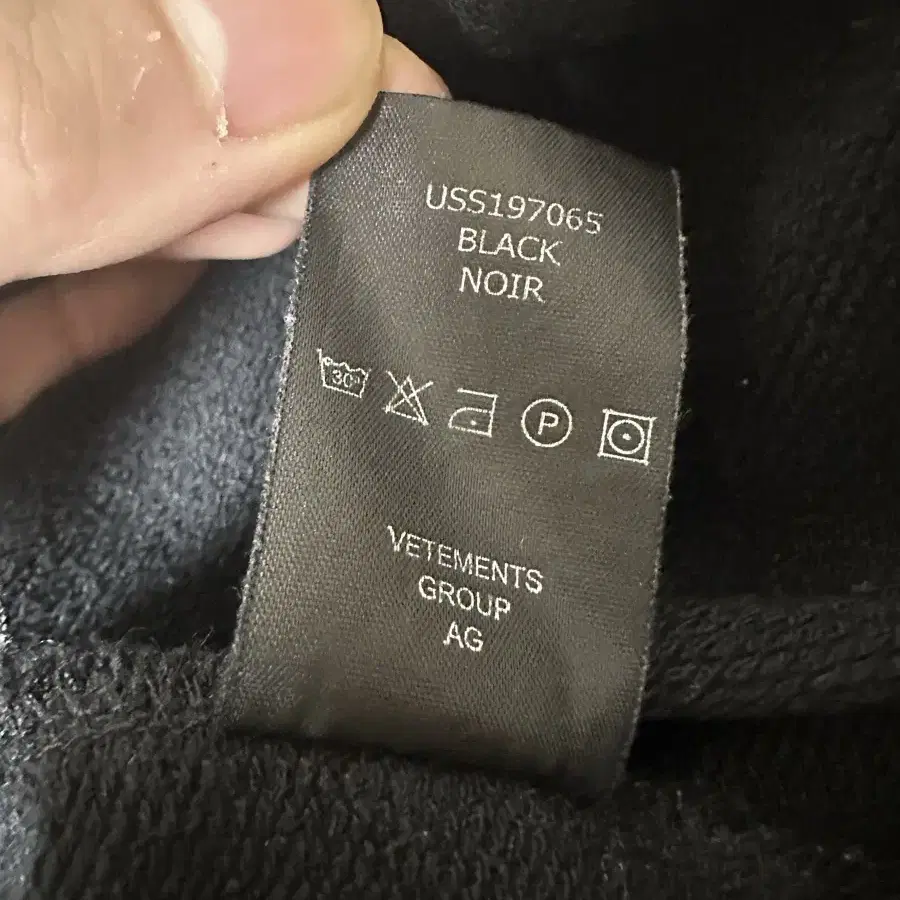 USS197065
BLACK
NOIR
30°
P
VETEMENTS
GROUP
AG